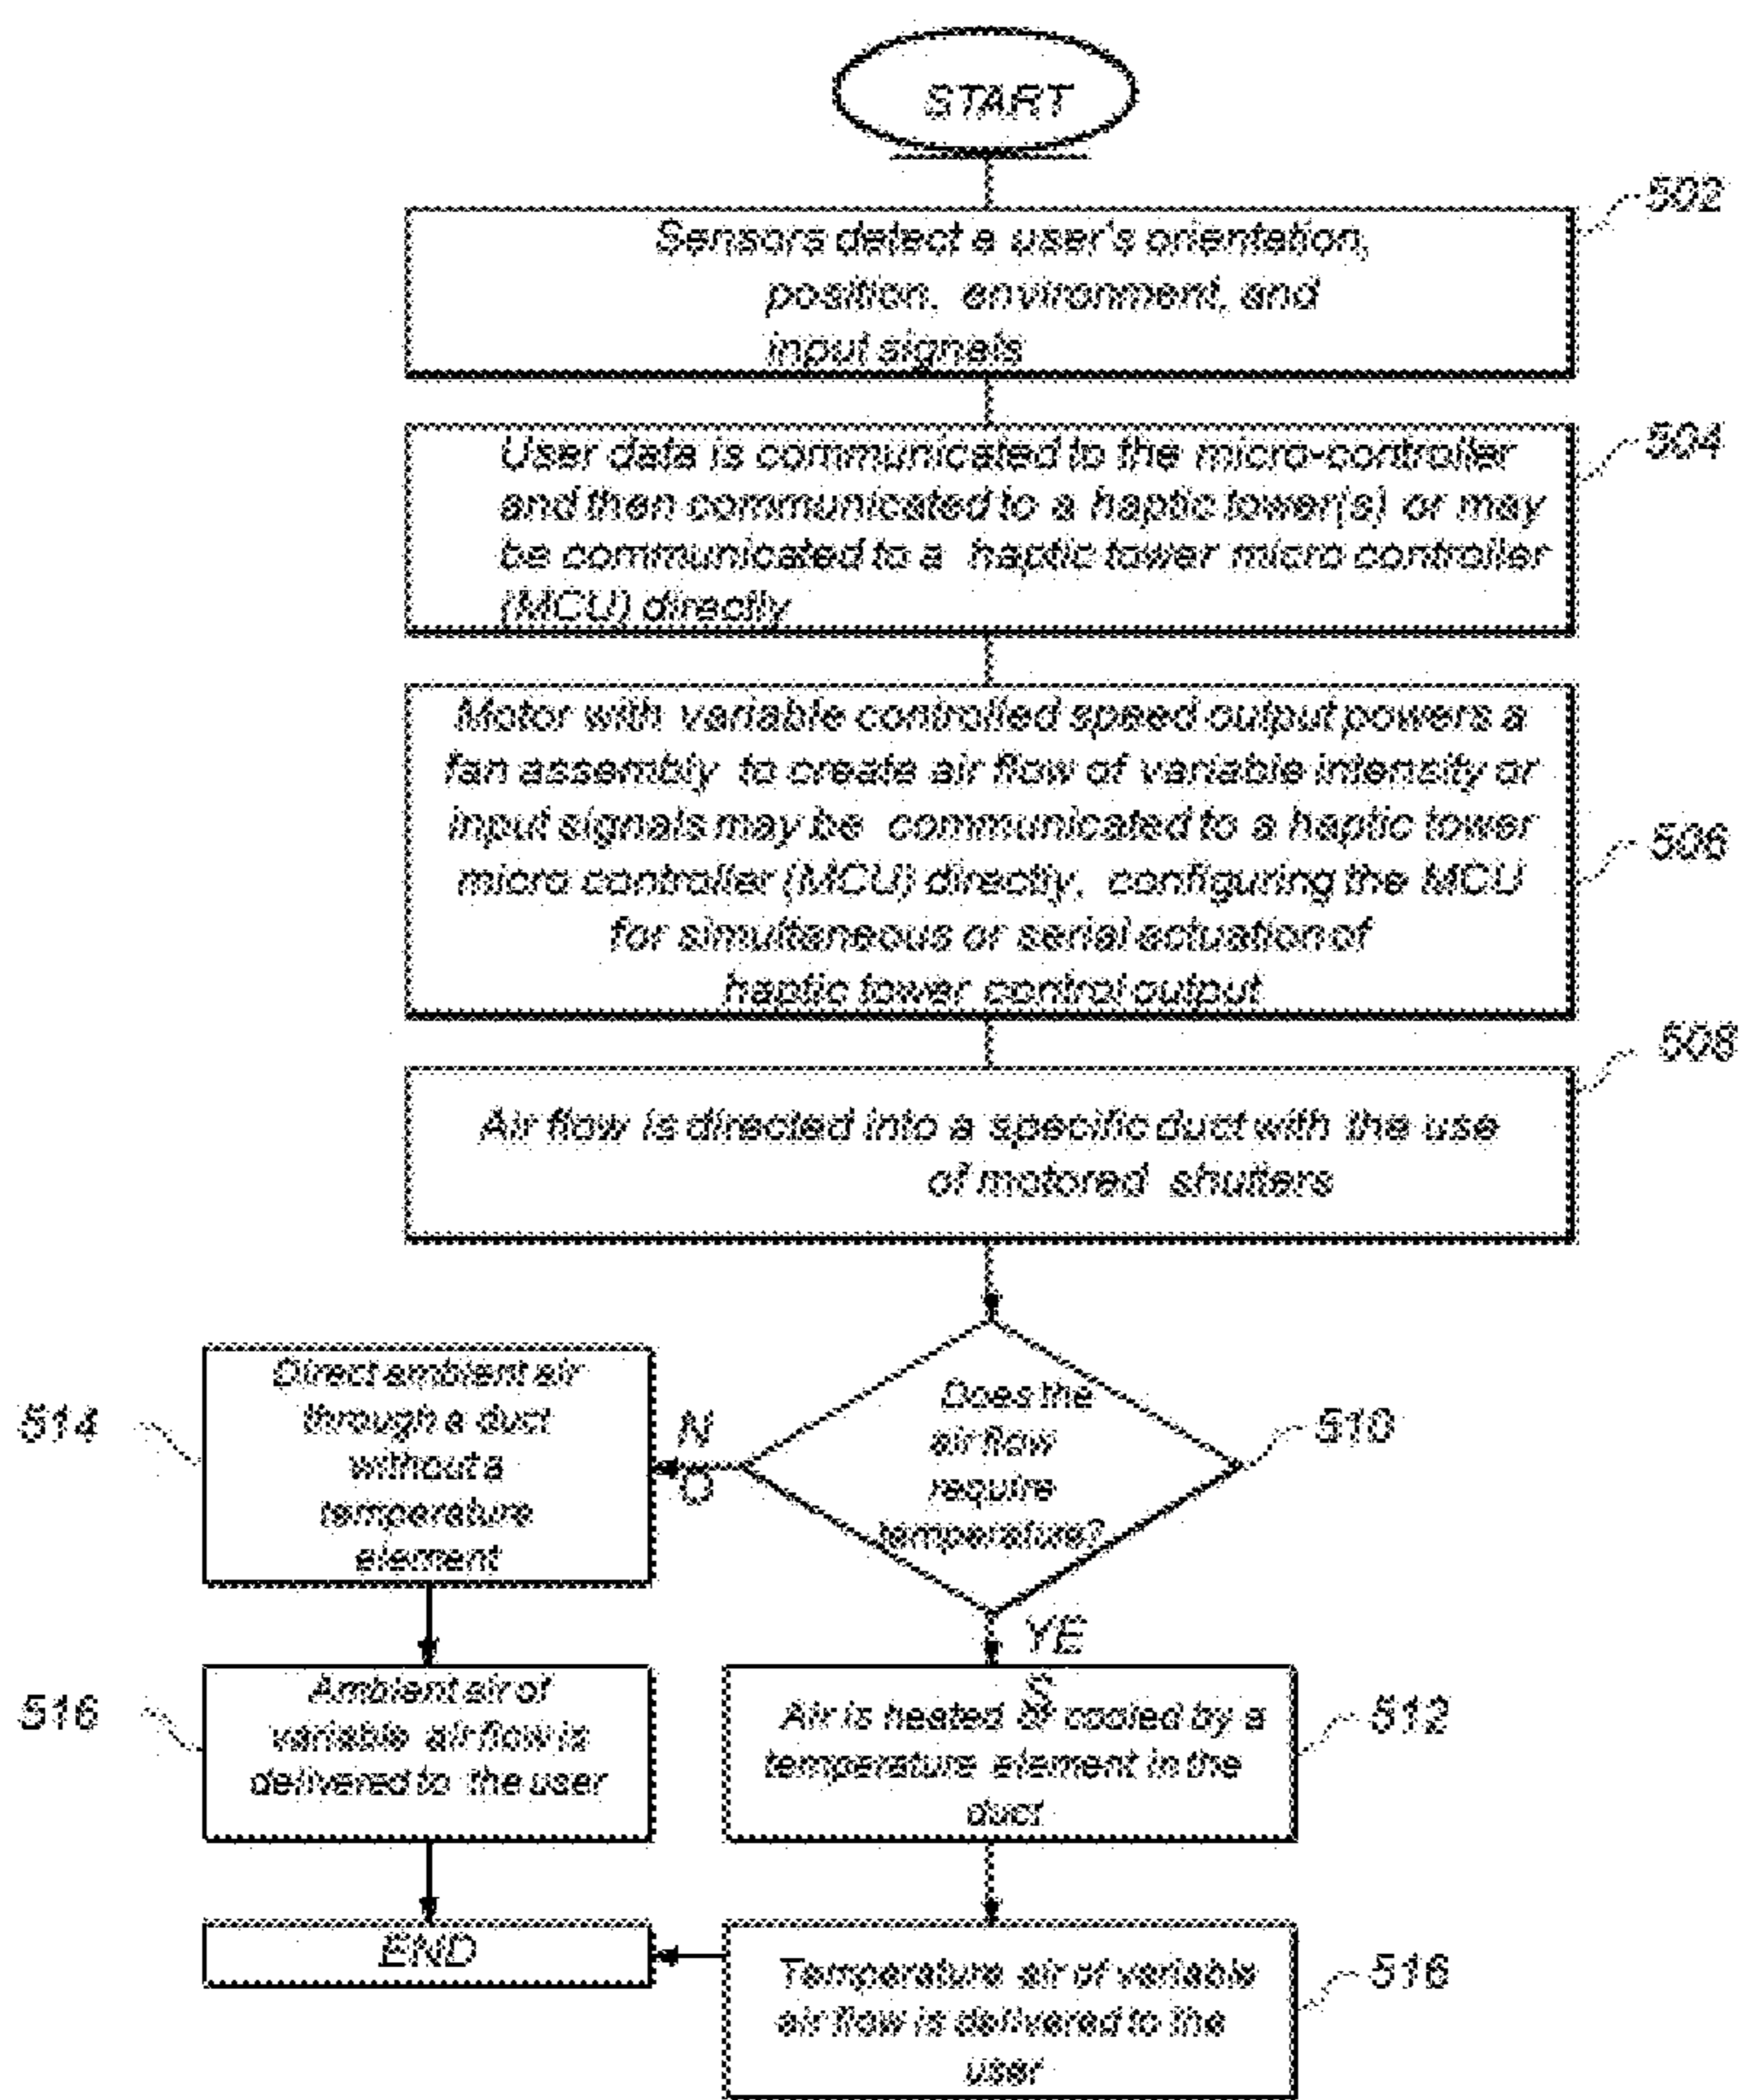 START
502
Sensors detect a user's orientation,
position, environment, and
input signals
504
User data is communicated to the micro-controller
and then communicated to a haptic tower(s) or may
be communicated to a haptic tower micro controller
(MCU) directly
Motor with variable controlled speed output powers a
fan assembly to create air flow of variable intensity or
input signals may be communicated to a haptic tower
506
micro controller (MCU) directly, configuring the MCU
for simultaneous or serial actuation of
haptic tower control output
508
Air flow is directed into a specific duct with the use
of motored shutters
514
Direct ambient air
through a duct
without a
temperature
element
N
O
Does the
air flow
require
temperature?
510
YE
S
516
Ambient air of
variable air flow is
delivered to the user
Air is heated or cooled by a
temperature element in the
duct
512
END
Temperature air of variable
air flow is delivered to the
user
516